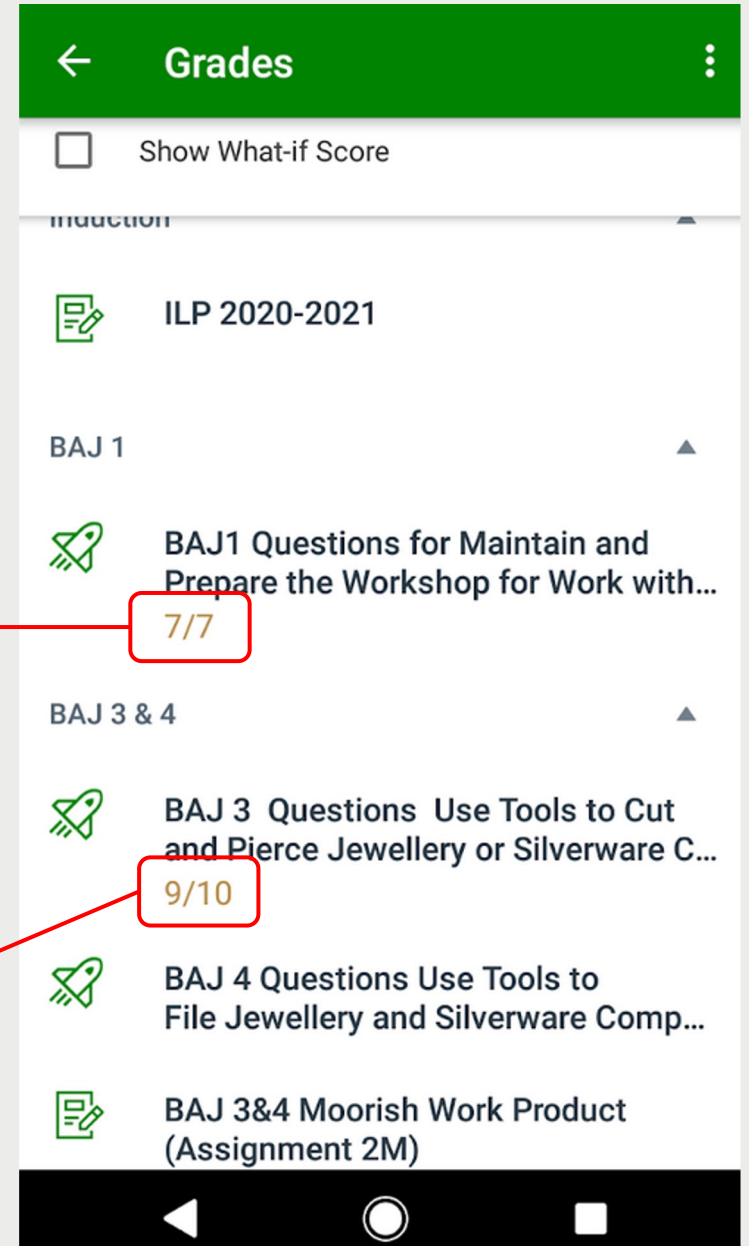 Grades
Show What-if Score
Induction
ILP 2020-2021
BAJ 1
BAJ1 Questions for Maintain and
Prepare the Workshop for Work with...
7/7
BAJ 3 & 4
BAJ 3 Questions Use Tools to Cut
and Pierce Jewellery or Silverware C...
9/10
BAJ 4 Questions Use Tools to
File Jewellery and Silverware Comp...
BAJ 3&4 Moorish Work Product
(Assignment 2M)